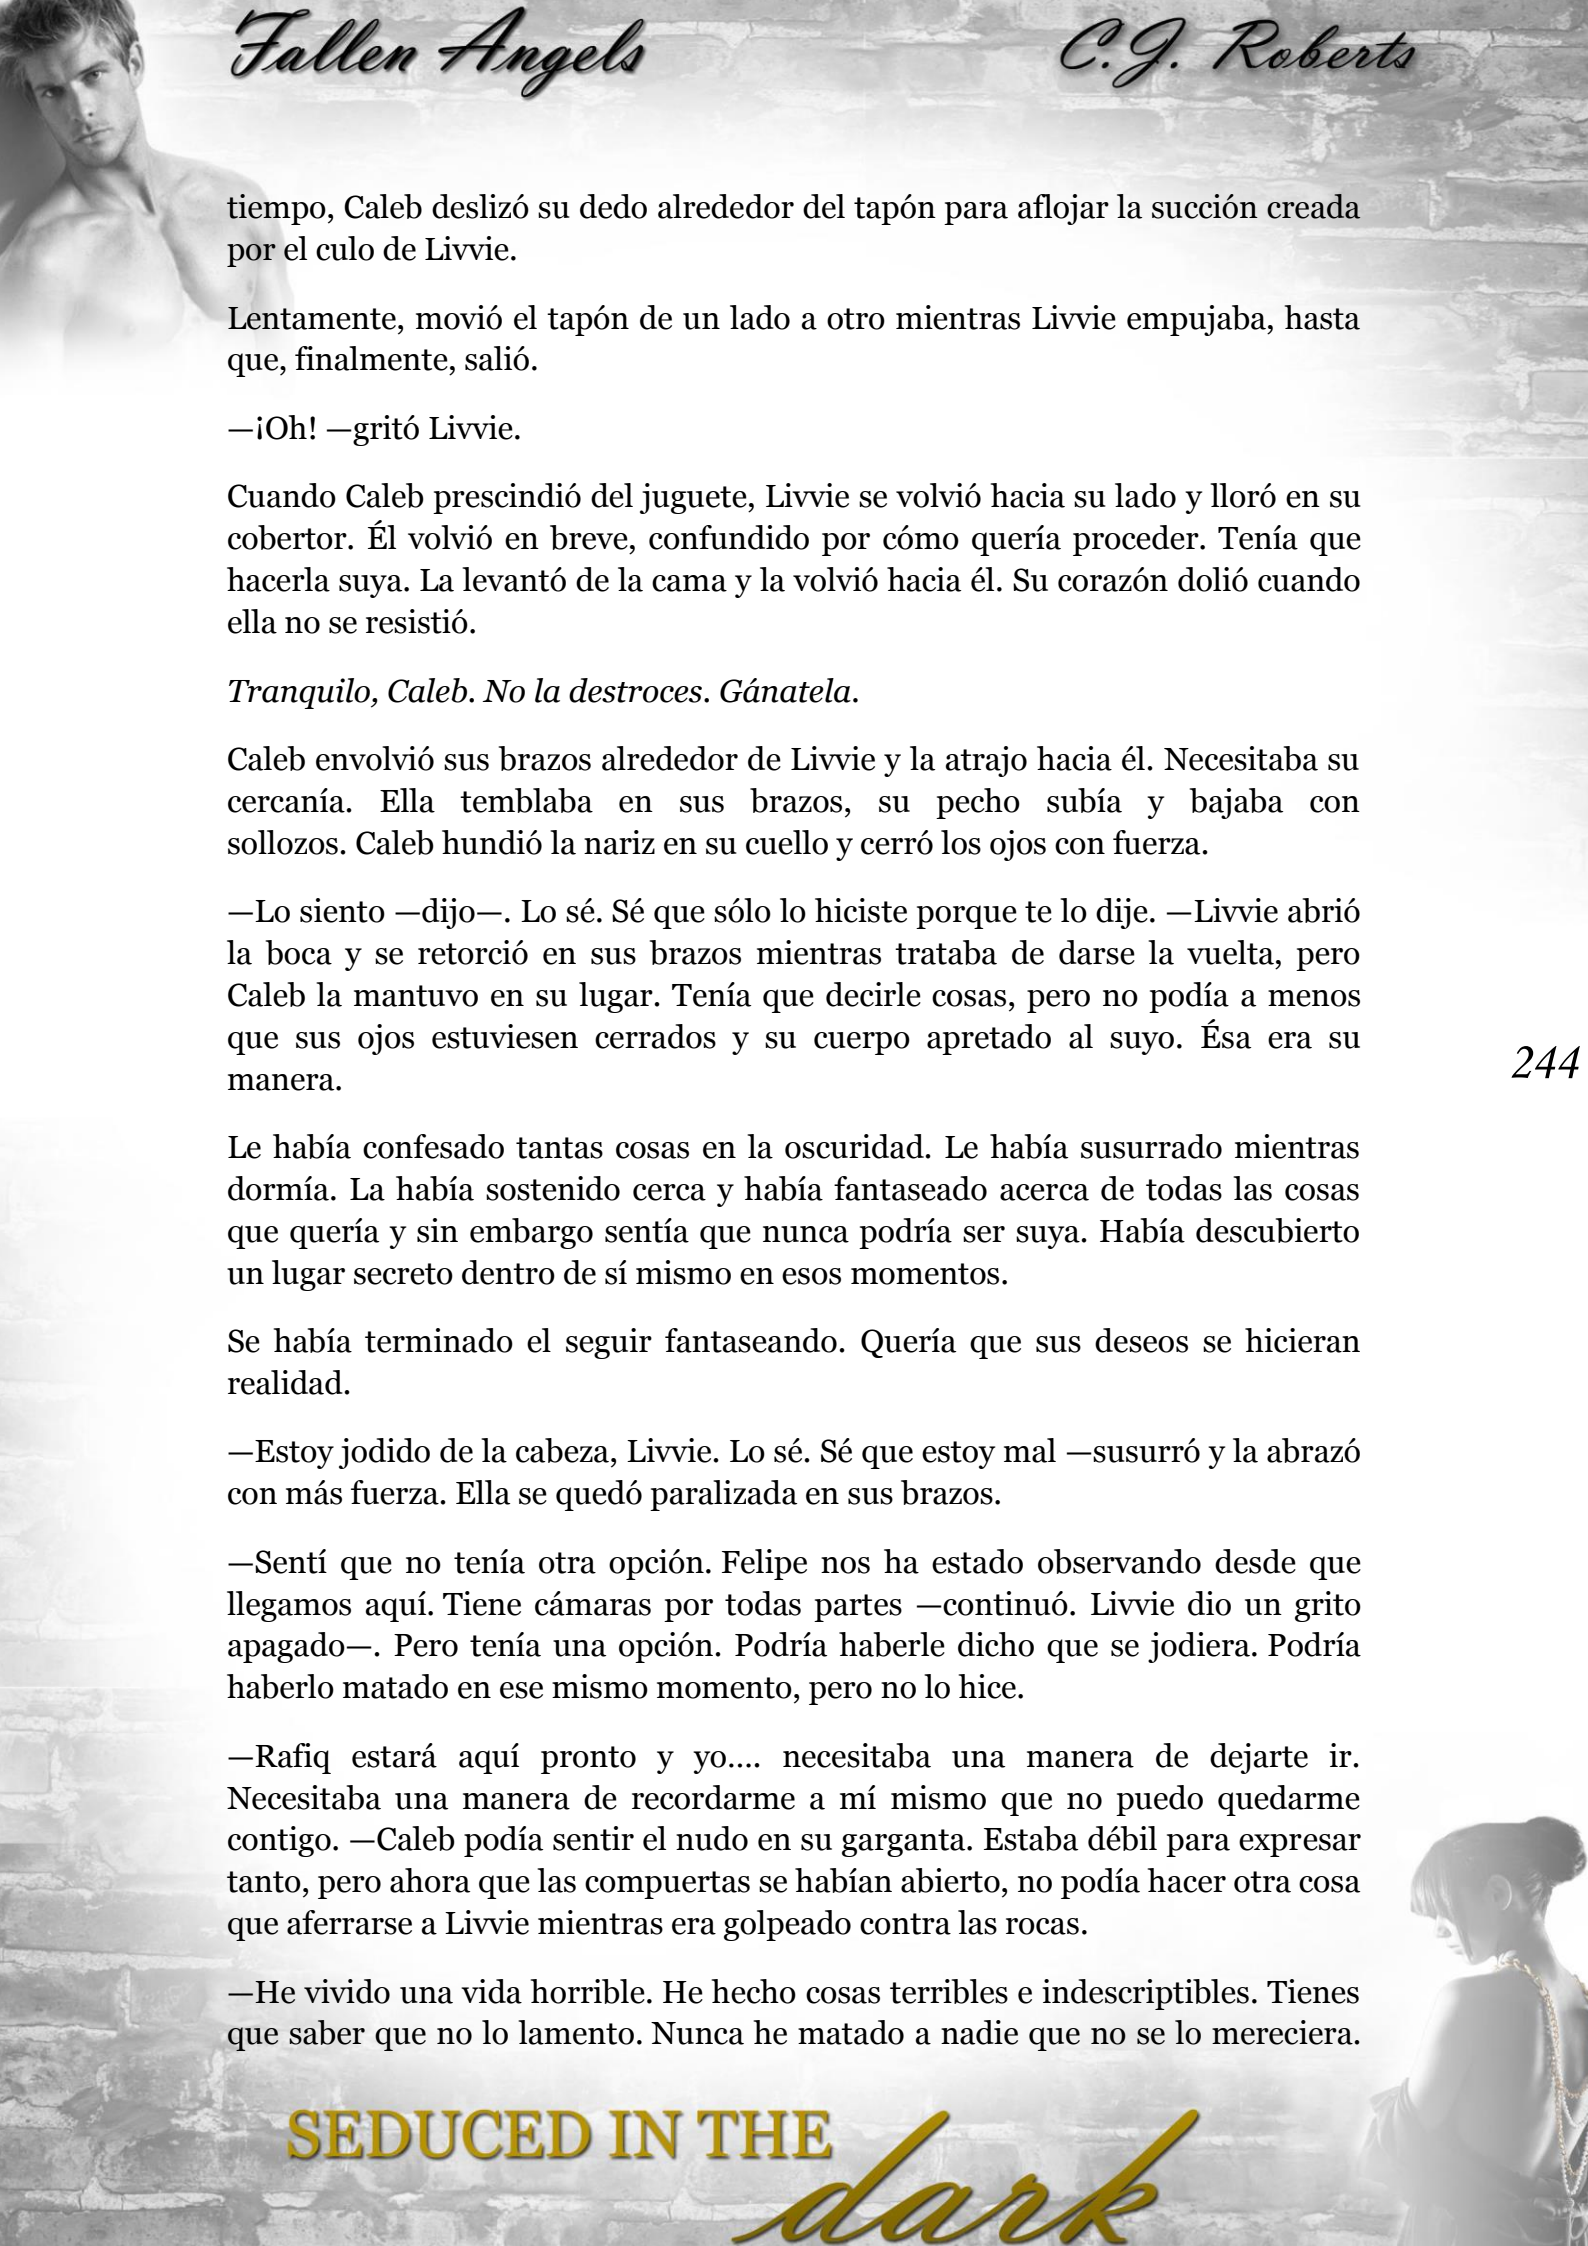 Fallen Angels
C.J. Roberts
tiempo, Caleb deslizó su dedo alrededor del tapón para aflojar la succión creada
por el culo de Livvie.
Lentamente, movió el tapón de un lado a otro mientras Livvie empujaba, hasta
que, finalmente, salió.
—¡Oh! —gritó Livvie.
Cuando Caleb prescindió del juguete, Livvie se volvió hacia su lado y lloró en su
cobertor. Él volvió en breve, confundido por cómo quería proceder. Tenía que
hacerla suya. La levantó de la cama y la volvió hacia él. Su corazón dolió cuando
ella no se resistió.
Tranquilo, Caleb. No la destroces. Gánatela.
Caleb envolvió sus brazos alrededor de Livvie y la atrajo hacia él. Necesitaba su
cercanía. Ella temblaba en sus brazos, su pecho subía y bajaba con
sollozos. Caleb hundió la nariz en su cuello y cerró los ojos con fuerza.
—Lo siento —dijo—. Lo sé. Sé que sólo lo hiciste porque te lo dije. —Livvie abrió
la boca y se retorció en sus brazos mientras trataba de darse la vuelta, pero
Caleb la mantuvo en su lugar. Tenía que decirle cosas, pero no podía a menos
que sus ojos estuviesen cerrados y su cuerpo apretado al suyo. Ésa era su
manera.
244
Le había confesado tantas cosas en la oscuridad. Le había susurrado mientras
dormía. La había sostenido cerca y había fantaseado acerca de todas las cosas
que quería y sin embargo sentía que nunca podría ser suya. Había descubierto
un lugar secreto dentro de sí mismo en esos momentos.
Se había terminado el seguir fantaseando. Quería que sus deseos se hicieran
realidad.
—Estoy jodido de la cabeza, Livvie. Lo sé. Sé que estoy mal —susurró y la abrazó
con más fuerza. Ella se quedó paralizada en sus brazos.
—Sentí que no tenía otra opción. Felipe nos ha estado observando desde que
llegamos aquí. Tiene cámaras por todas partes —continuó. Livvie dio un grito
apagado—. Pero tenía una opción. Podría haberle dicho que se jodiera. Podría
haberlo matado en ese mismo momento, pero no lo hice.
—Rafiq estará aquí pronto y yo…. necesitaba una manera de dejarte ir.
Necesitaba una manera de recordarme a mí mismo que no puedo quedarme
contigo. —Caleb podía sentir el nudo en su garganta. Estaba débil para expresar
tanto, pero ahora que las compuertas se habían abierto, no podía hacer otra cosa
que aferrarse a Livvie mientras era golpeado contra las rocas.
—He vivido una vida horrible. He hecho cosas terribles e indescriptibles. Tienes
que saber que no lo lamento. Nunca he matado a nadie que no se lo mereciera.
SEDUCED IN THE
dark